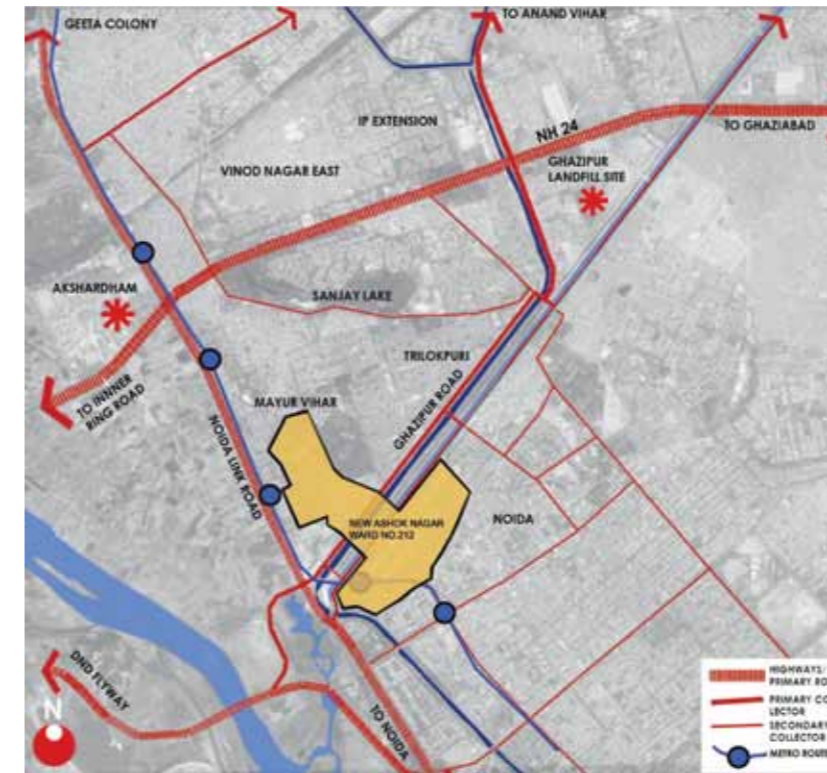 GEETA COLONY
TO ANAND VIHAR
IP EXTENSION
NH 24
TO GHAZIABAD
VINOD NAGAR EAST
GHAZIPUR
LANDFILL SITE
AKSHARDHAM
SANJAY LAKE
TO INNNER
RING ROAD
TRILOKPURI
MAYUR VIHAR
GHAZIPUR ROAD
NOIDA LINK ROAD
NEW ASHOK NAGAR
WARD NO.212
NOIDA
DND FLYWAY
N
TO NOIDA
HIGHWAYS/
PRIMARY RO
PRIMARY CO
LECTOR
SECONDARY
COLLECTOR
METRO ROUTE